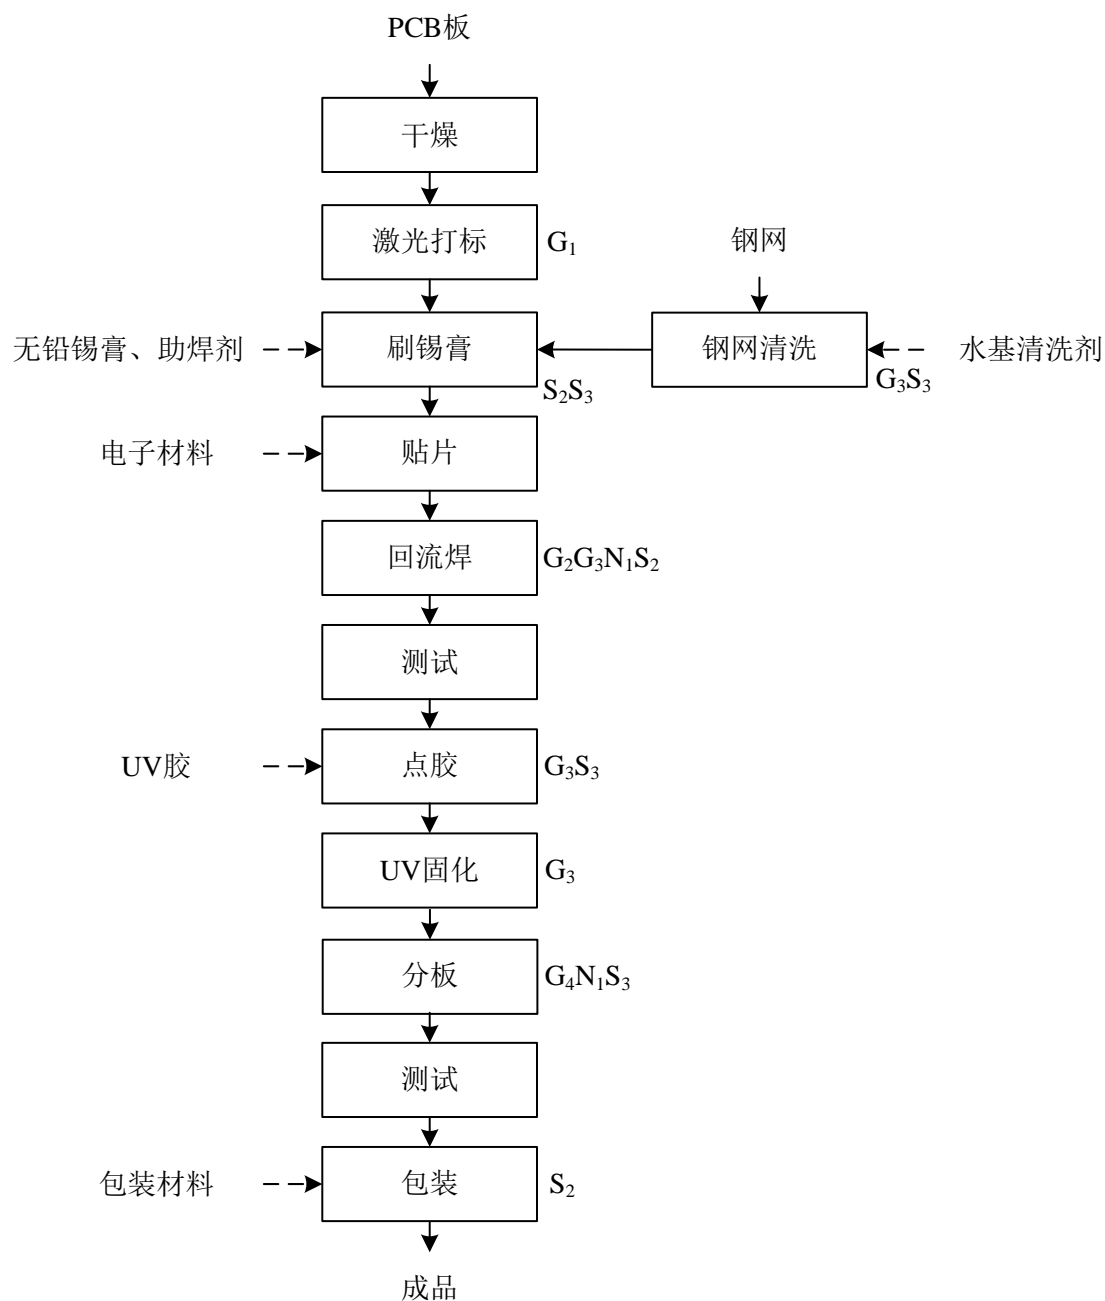 PCB板
干燥
激光打标 G₁
钢网
无铅锡膏、助焊剂
刷锡膏
钢网清洗
水基清洗剂
G₃S₃
S₂S₃
电子材料
贴片
回流焊 G₂G₃N₁S₂
测试
UV胶
点胶 G₃S₃
UV固化 G₃
分板 G₄N₁S₃
测试
包装材料
包装 S₂
成品